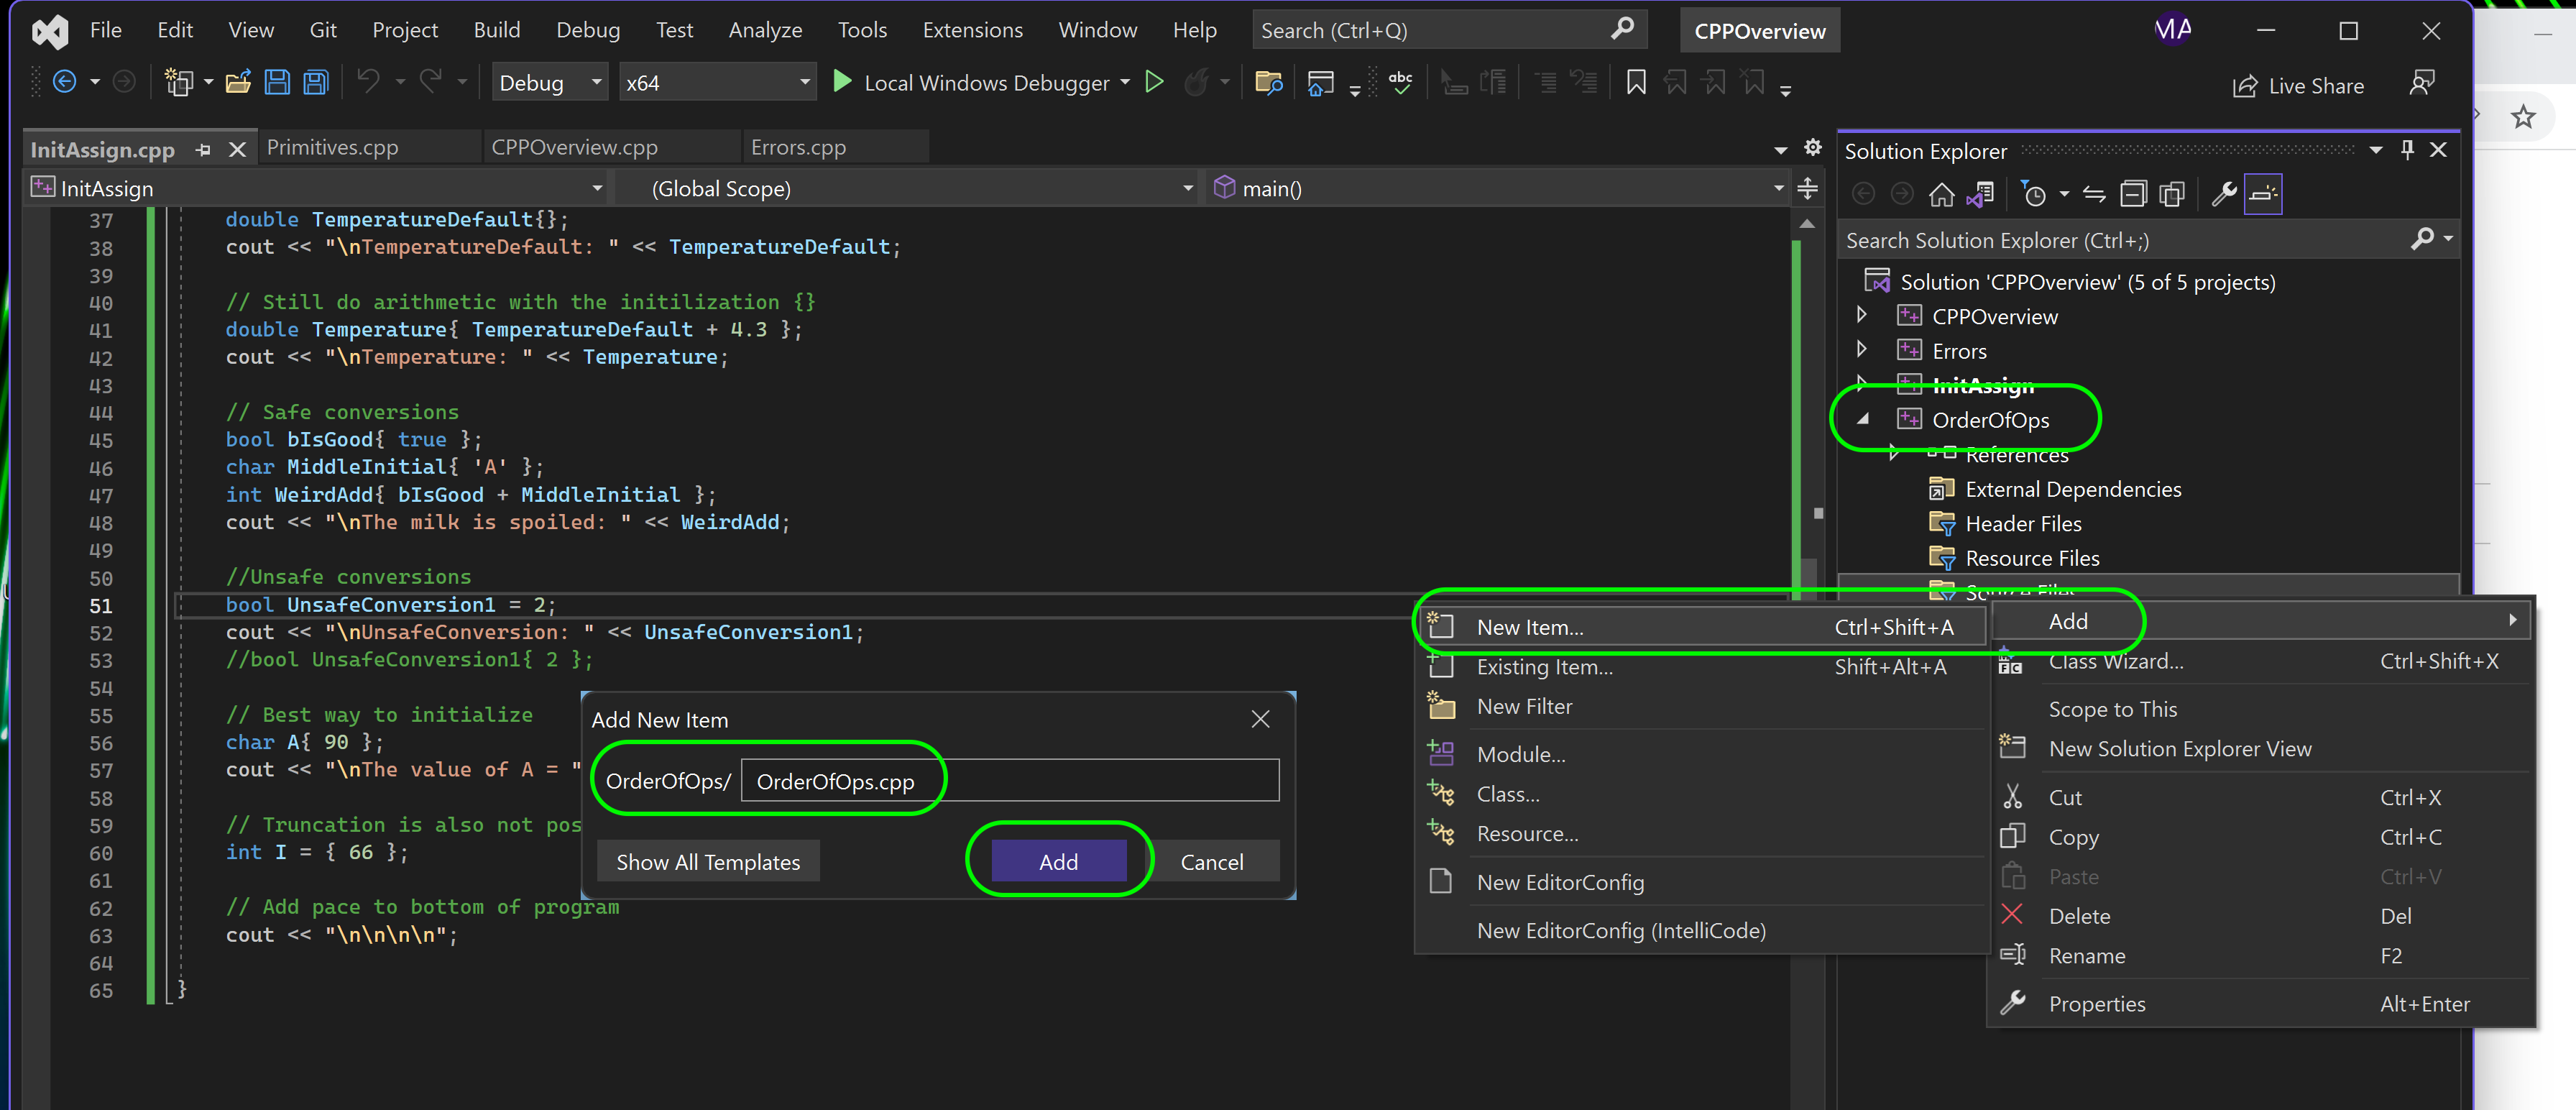 File Edit View Git Project Build Debug Test Analyze Tools Extensions Window Help Search (Ctrl+Q) CPPOverview MA
Debug x64 Local Windows Debugger abc Live Share
InitAssign.cpp Primitives.cpp CPPOverview.cpp Errors.cpp
InitAssign (Global Scope) main()
37 double TemperatureDefault{};
38 cout << "\nTemperatureDefault: " << TemperatureDefault;
39
40 // Still do arithmetic with the initilization {}
41 double Temperature{ TemperatureDefault + 4.3 };
42 cout << "\nTemperature: " << Temperature;
43
44 // Safe conversions
45 bool bIsGood{ true };
46 char MiddleInitial{ 'A' };
47 int WeirdAdd{ bIsGood + MiddleInitial };
48 cout << "\nThe milk is spoiled: " << WeirdAdd;
49
50 //Unsafe conversions
51 bool UnsafeConversion1 = 2;
52 cout << "\nUnsafeConversion: " << UnsafeConversion1;
53 //bool UnsafeConversion1{ 2 };
54
55 // Best way to initialize
56 char A{ 90 };
57 cout << "\nThe value of A = "
58
59 // Truncation is also not pos
60 int I = { 66 };
61
62 // Add pace to bottom of program
63 cout << "\n\n\n\n";
64
65 }
Add New Item
OrderOfOps/ OrderOfOps.cpp
Show All Templates Add Cancel
Solution Explorer
Search Solution Explorer (Ctrl+;)
Solution 'CPPOverview' (5 of 5 projects)
CPPOverview
Errors
InitAssign
OrderOfOps
References
External Dependencies
Header Files
Resource Files
Source Files
New Item... Ctrl+Shift+A
Existing Item... Shift+Alt+A
New Filter
Module...
Class...
Resource...
New EditorConfig
New EditorConfig (IntelliCode)
Add
Class Wizard... Ctrl+Shift+X
Scope to This
New Solution Explorer View
Cut Ctrl+X
Copy Ctrl+C
Paste Ctrl+V
Delete Del
Rename F2
Properties Alt+Enter